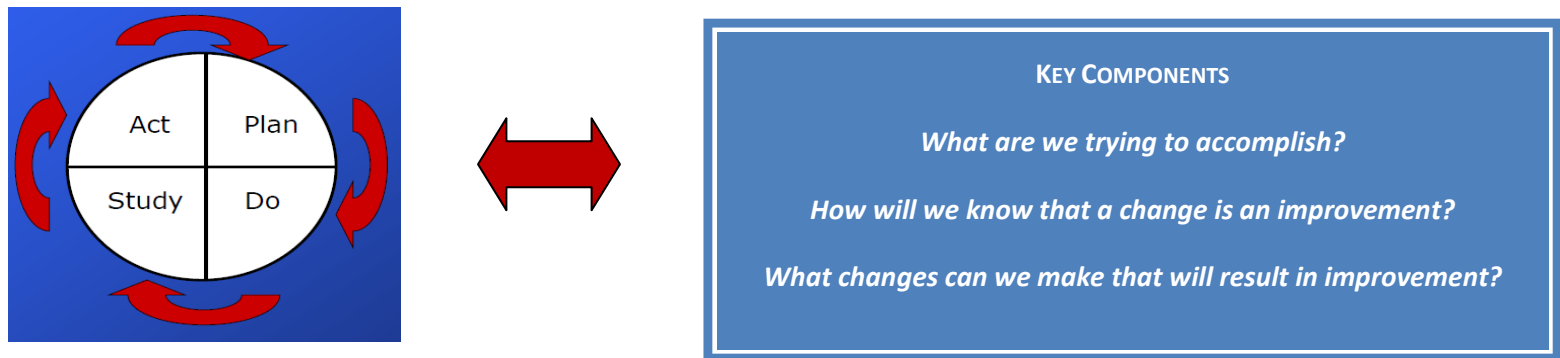 Act Plan
Study Do
KEY COMPONENTS
What are we trying to accomplish?
How will we know that a change is an improvement?
What changes can we make that will result in improvement?